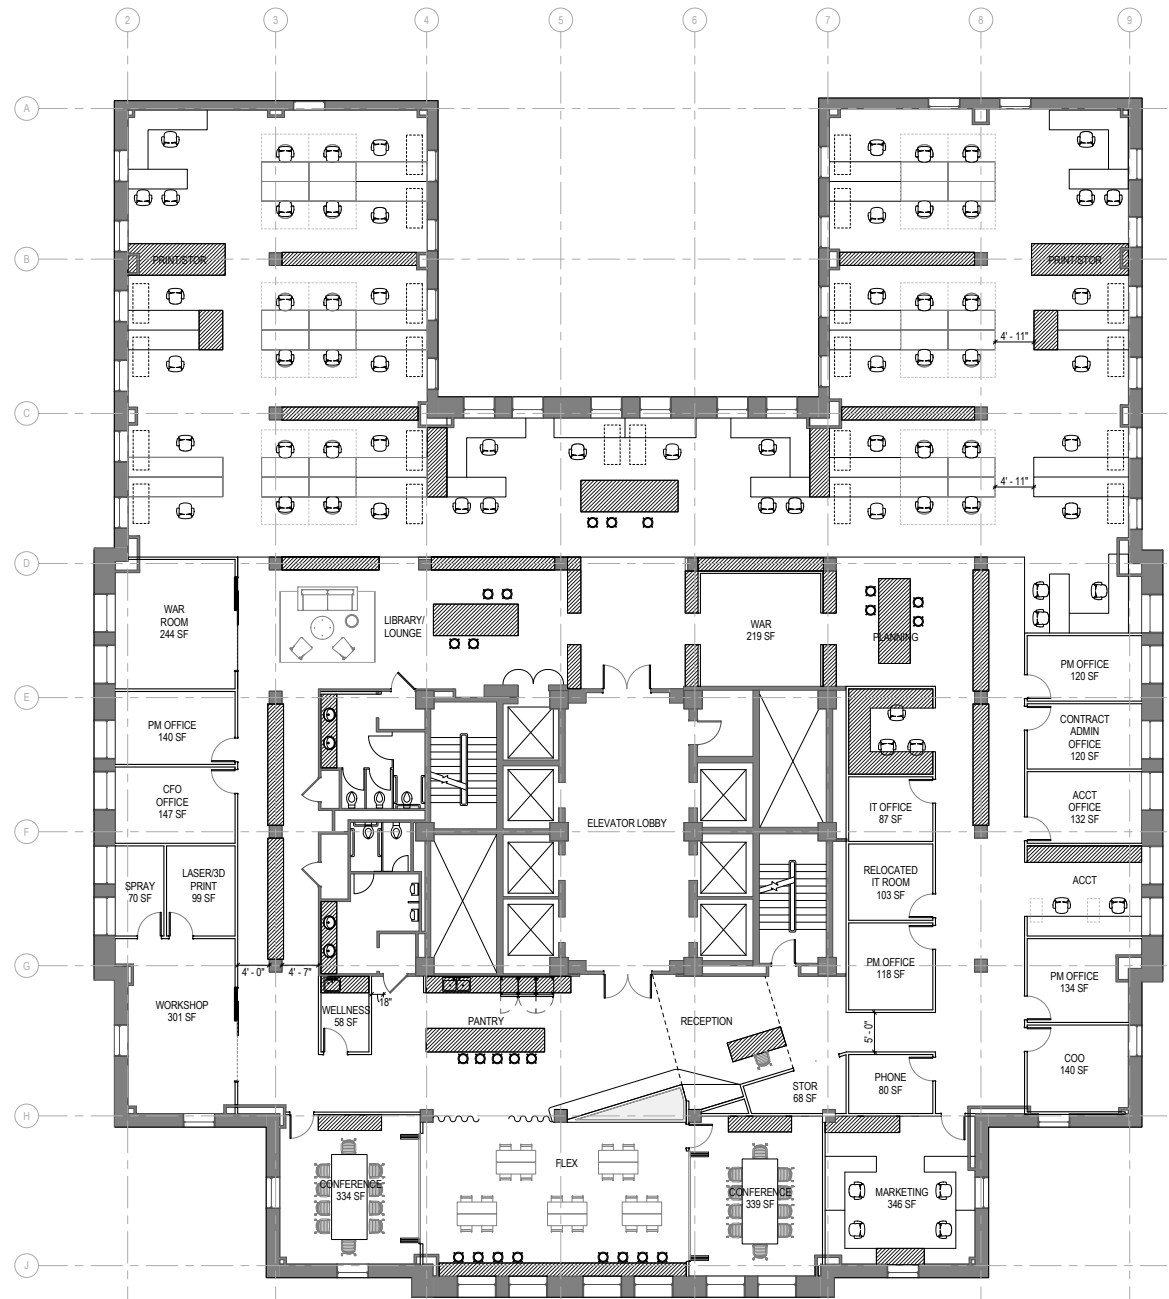 2 3 4 5 6 7 8 9
A
B
PRINT/STOR
PRINT/STOR
4' - 11"
C
4' - 11"
D
WAR
ROOM
244 SF
LIBRARY/
LOUNGE
WAR
219 SF
PLANNING
PM OFFICE
120 SF
E
PM OFFICE
140 SF
CONTRACT
ADMIN
OFFICE
120 SF
CFO
OFFICE
147 SF
IT OFFICE
87 SF
ACCT
OFFICE
132 SF
F
ELEVATOR LOBBY
SPRAY
70 SF
LASER/3D
PRINT
99 SF
RELOCATED
IT ROOM
103 SF
ACCT
G
4' - 0"
4' - 7"
PM OFFICE
118 SF
PM OFFICE
134 SF
WORKSHOP
301 SF
WELLNESS
58 SF
18"
PANTRY
RECEPTION
5' - 0"
STOR
68 SF
PHONE
80 SF
COO
140 SF
H
CONFERENCE
334 SF
FLEX
CONFERENCE
339 SF
MARKETING
346 SF
J